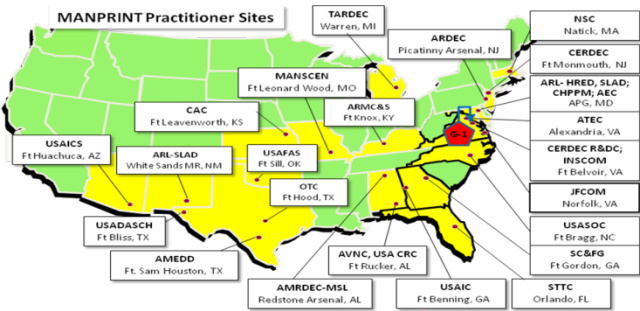 MANPRINT Practitioner Sites
TARDEC
Warren, MI
NSC
Natick, MA
ARDEC
Picatinny Arsenal, NJ
CERDEC
Ft Monmouth, NJ
MANSCEN
Ft Leonard Wood, MO
ARL- HRED, SLAD;
CHPPM; AEC
APG, MD
CAC
Ft Leavenworth, KS
ARMC&S
Ft Knox, KY
ATEC
Alexandria, VA
G-1
USAICS
Ft Huachuca, AZ
ARL-SLAD
White Sands MR, NM
USAFAS
Ft Sill, OK
CERDEC R&DC;
INSCOM
Ft Belvoir, VA
OTC
Ft Hood, TX
JFCOM
Norfolk, VA
USADASCH
Ft Bliss, TX
USASOC
Ft Bragg, NC
AMEDD
Ft. Sam Houston, TX
AVNC, USA CRC
Ft Rucker, AL
SC&FG
Ft Gordon, GA
AMRDEC-MSL
Redstone Arsenal, AL
USAIC
Ft Benning, GA
STTC
Orlando, FL